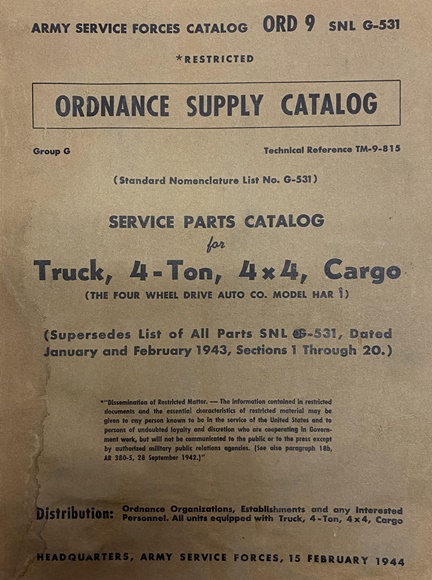 ARMY SERVICE FORCES CATALOG ORD 9 SNL G-531
*RESTRICTED
ORDNANCE SUPPLY CATALOG
Group G Technical Reference TM-9-815
(Standard Nomenclature List No. G-531)
SERVICE PARTS CATALOG
for
Truck, 4-Ton, 4x4, Cargo
(THE FOUR WHEEL DRIVE AUTO CO. MODEL HAR 1)
(Supersedes List of All Parts SNL G-531, Dated
January and February 1943, Sections 1 Through 20.)
*"Dissemination of Restricted Matter. — The information contained in restricted
documents and the essential characteristics of restricted material may be
given to any person known to be in the service of the United States and to
persons of undoubted loyalty and discretion who are cooperating in Govern-
ment work, but will not be communicated to the public or to the press except
by authorized military public relations agencies. (See also paragraph 18b,
AR 380-5, 28 September 1942.)"
Distribution: Ordnance Organizations, Establishments and any Interested
Personnel. All units equipped with Truck, 4-Ton, 4x4, Cargo
HEADQUARTERS, ARMY SERVICE FORCES, 15 FEBRUARY 1944